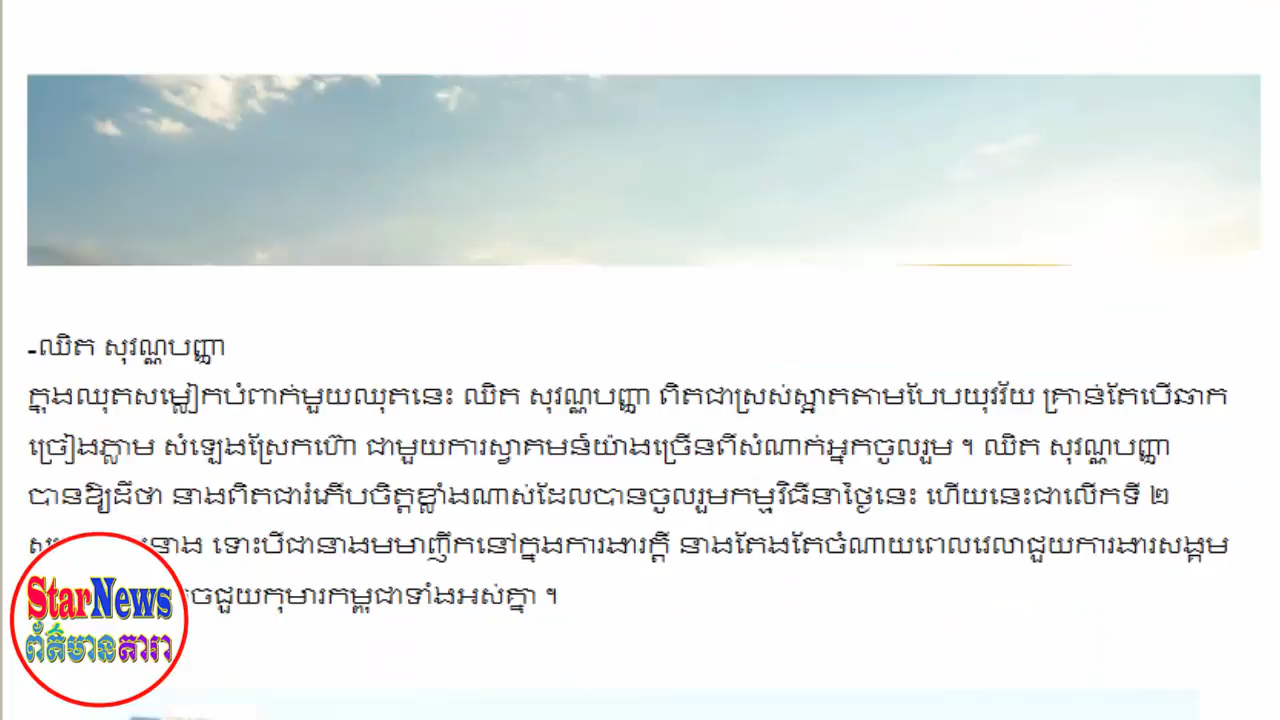 -ឈិត សុវណ្ណបញ្ញា
ក្នុងឈុតសម្លៀកបំពាក់មួយឈុតនេះ ឈិត សុវណ្ណបញ្ញា ពិតជាស្រស់ស្អាតតាមបែបយុវវ័យ គ្រាន់តែបើឆាក
ច្រៀងភ្លាម សំឡេងស្រែកហ៊ោ ជាមួយការស្វាគមន៍យ៉ាងច្រើនពីសំណាក់អ្នកចូលរួម ។ ឈិត សុវណ្ណបញ្ញា
បានឱ្យដឹថា នាងពិតជារំភើបចិត្តខ្លាំងណាស់ដែលបានចូលរួមកម្មវិធីនាថ្ងៃនេះ ហើយនេះជាលើកទី ២
នាង ទោះបីជានាងមមាញឹកនៅក្នុងការងារក្ដី នាងតែងតែចំណាយពេលវេលាជួយការងារសង្គម
ជួយកុមារកម្ពុជាទាំងអស់គ្នា ។
StarNews
ព័ត៌មានតារា